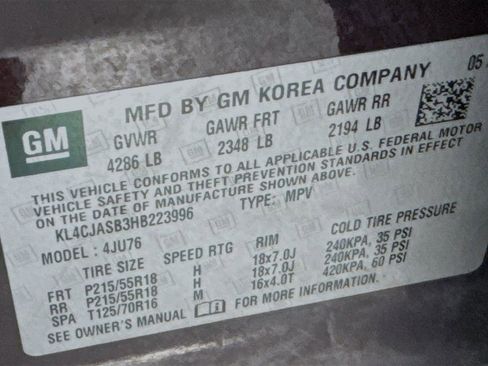 MFD BY GM KOREA COMPANY 05
GM
GVWR GAWR FRT GAWR RR
4286 LB 2348 LB 2194 LB
THIS VEHICLE CONFORMS TO ALL APPLICABLE U.S. FEDERAL MOTOR
VEHICLE SAFETY AND THEFT PREVENTION STANDARDS IN EFFECT
ON THE DATE OF MANUFACTURE SHOWN ABOVE.
KL4CJASB3HB223996 TYPE: MPV
MODEL: 4JU76
TIRE SIZE SPEED RTG RIM COLD TIRE PRESSURE
FRT P215/55R18 H 18x7.0J 240KPA, 35 PSI
RR P215/55R18 H 18x7.0J 240KPA, 35 PSI
SPA T125/70R16 M 16x4.0T 420KPA, 60 PSI
SEE OWNER'S MANUAL FOR MORE INFORMATION.